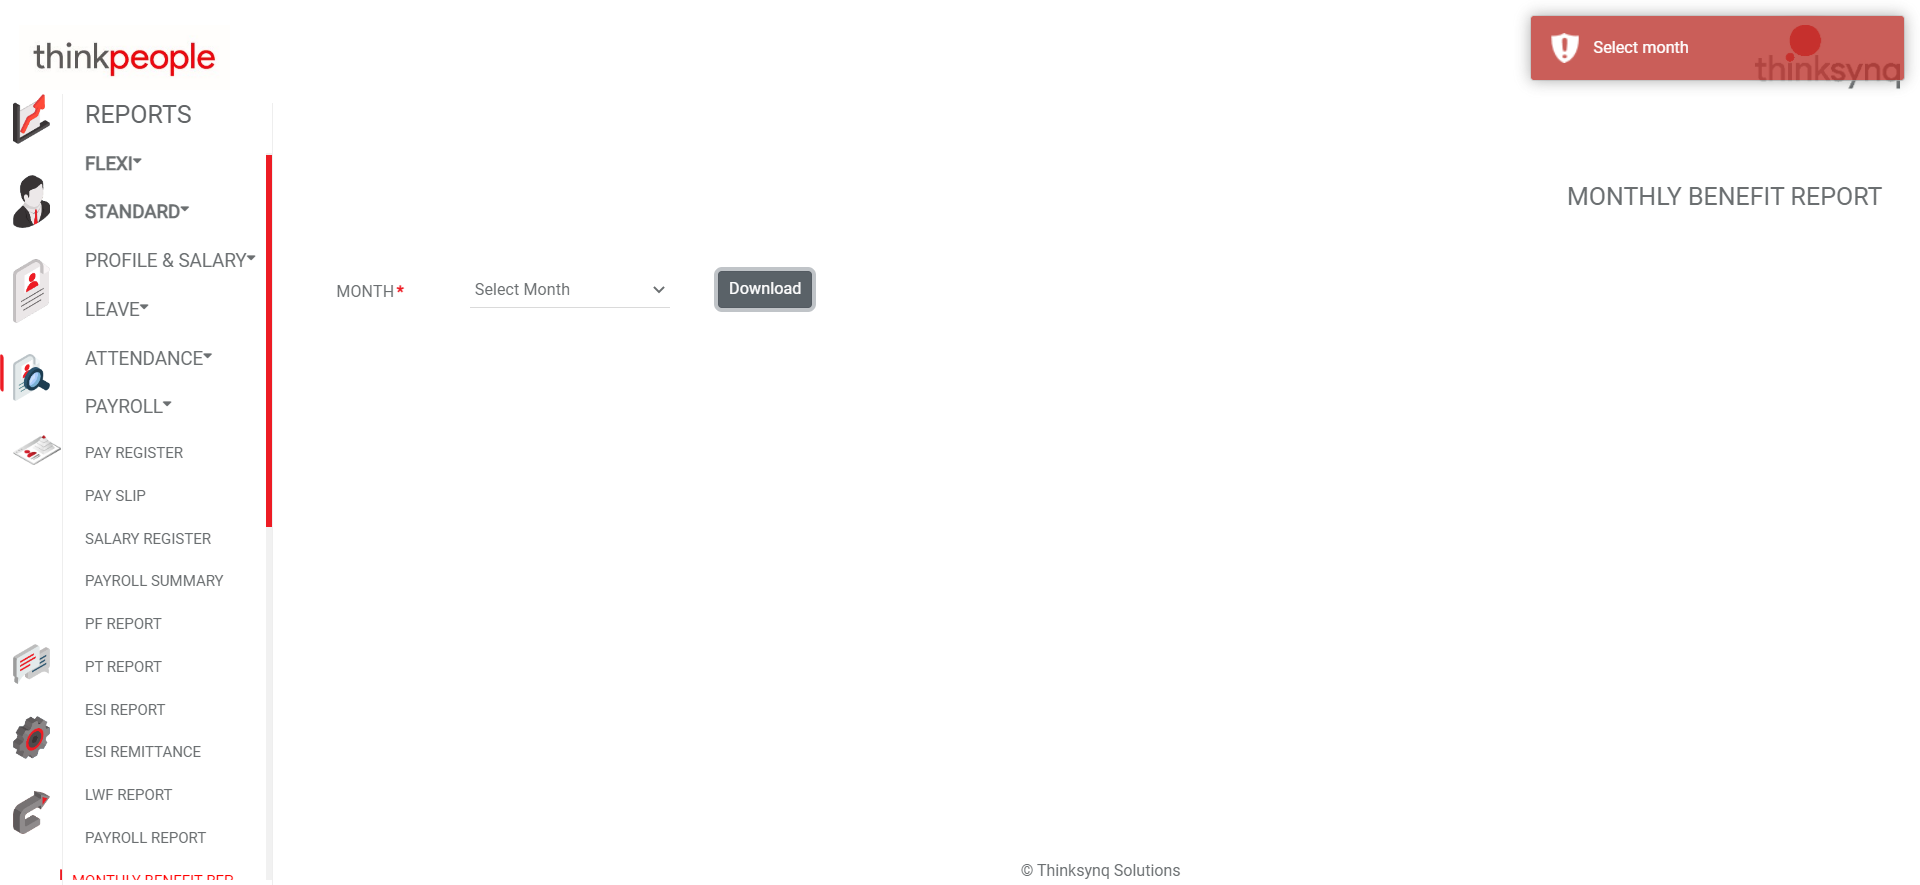 thinkpeople
Select month
thinksynq
REPORTS
FLEXI
STANDARD
PROFILE & SALARY
LEAVE
ATTENDANCE
PAYROLL
PAY REGISTER
PAY SLIP
SALARY REGISTER
PAYROLL SUMMARY
PF REPORT
PT REPORT
ESI REPORT
ESI REMITTANCE
LWF REPORT
PAYROLL REPORT
MONTHLY BENEFIT REP
MONTHLY BENEFIT REPORT
MONTH*
Select Month
Download
© Thinksynq Solutions